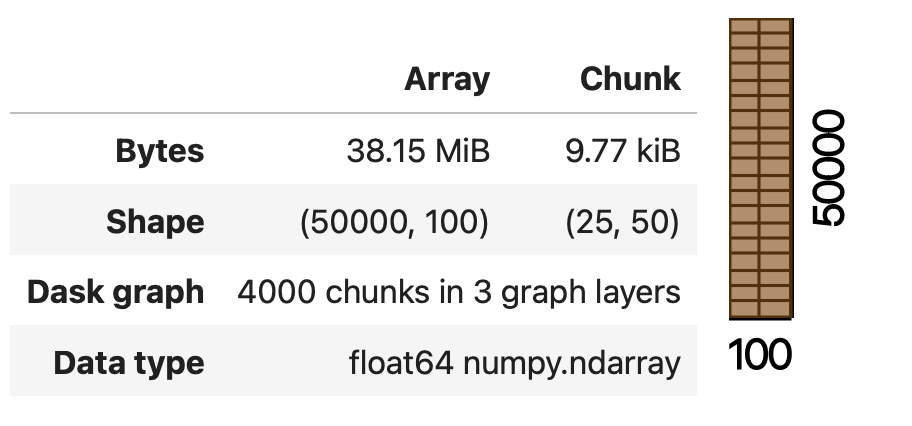 Array Chunk
Bytes 38.15 MiB 9.77 kiB
Shape (50000, 100) (25, 50)
Dask graph 4000 chunks in 3 graph layers
Data type float64 numpy.ndarray
50000
100